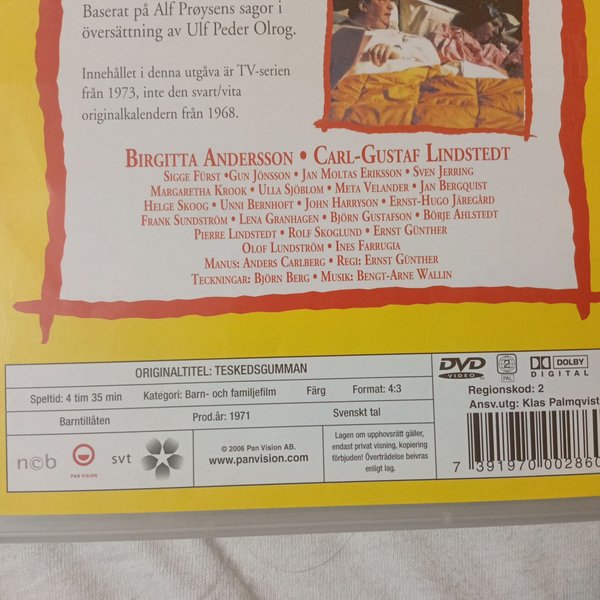 Baserat på Alf Prøysens sagor i
översättning av Ulf Peder Olrog.
Innehållet i denna utgåva är TV-serien
från 1973, inte den svart/vita
originalkalendern från 1968.
BIRGITTA ANDERSSON • CARL-GUSTAF LINDSTEDT
SIGGE FÜRST •GUN JÖNSSON • JAN MOLTAS ERIKSSON • SVEN JERRING
MARGARETHA KROOK • ULLA SJÖBLOM • META VELANDER • JAN BERGQUIST
HELGE SKOOG • UNNI BERNHOFT • JOHN HARRYSON • ERNST-HUGO JÄREGÅRD
FRANK SUNDSTRÖM • LENA GRANHAGEN • BJÖRN GUSTAFSON • BÖRJE AHLSTEDT
PIERRE LINDSTEDT • ROLF SKOGLUND • ERNST GÜNTHER
OLOF LUNDSTRÖM • INES FARRUGIA
MANUS: ANDERS CARLBERG • REGI: ERNST GÜNTHER
TECKNINGAR: BJÖRN BERG • MUSIK: BENGT-ARNE WALLIN
ORIGINALTITEL: TESKEDSGUMMAN
Speltid: 4 tim 35 min Kategori: Barn- och familjefilm Färg Format: 4:3
Barntillåten Prod.år: 1971 Svenskt tal
ncb PAN VISION svt
© 2006 Pan Vision AB.
www.panvision.com
Lagen om upphovsrätt gäller,
endast privat visning, kopiering
förbjuden! Överträdelse beivras
enligt lag.
DVD VIDEO 2 PAL DOLBY DIGITAL
Regionskod: 2
Ansv.utg: Klas Palmqvist
7 391970 002860